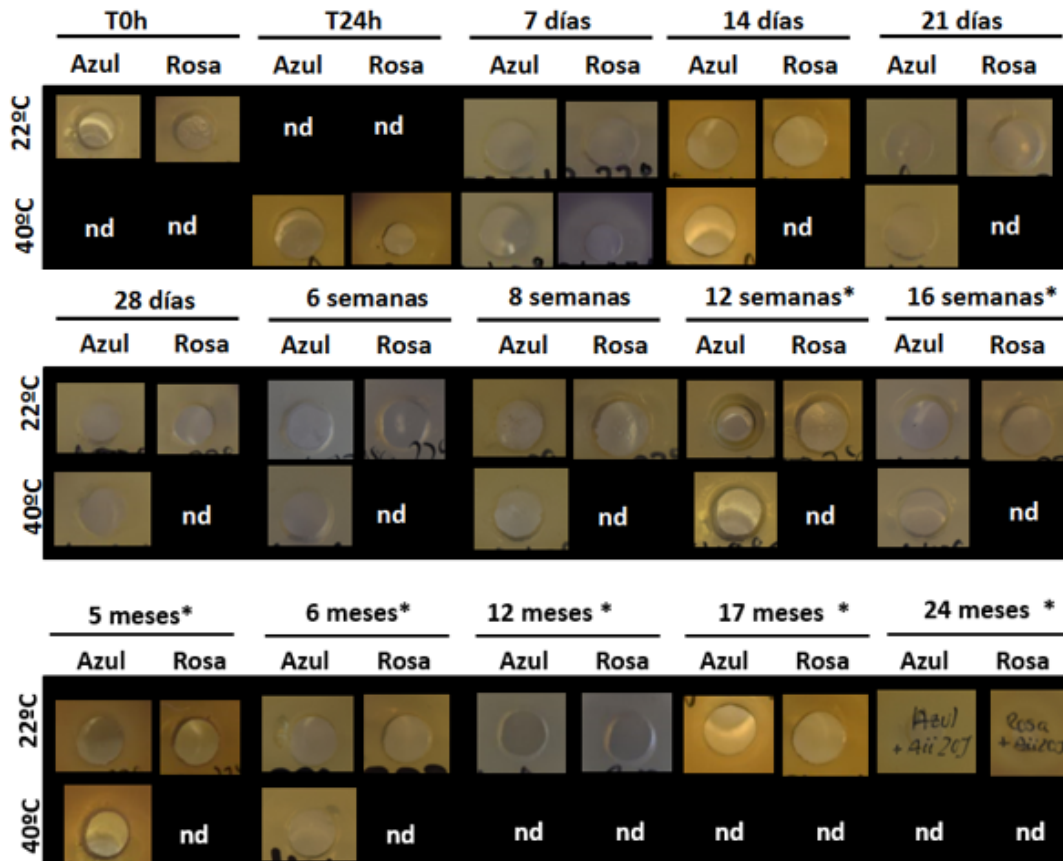 T0h T24h 7 días 14 días 21 días
Azul Rosa Azul Rosa Azul Rosa Azul Rosa Azul Rosa
22ºC nd nd
40ºC nd nd nd nd
28 días 6 semanas 8 semanas 12 semanas* 16 semanas*
Azul Rosa Azul Rosa Azul Rosa Azul Rosa Azul Rosa
22ºC
40ºC nd nd nd nd nd
5 meses* 6 meses* 12 meses * 17 meses * 24 meses *
Azul Rosa Azul Rosa Azul Rosa Azul Rosa Azul Rosa
22ºC Azul Rosa
40ºC nd nd nd nd nd nd nd nd